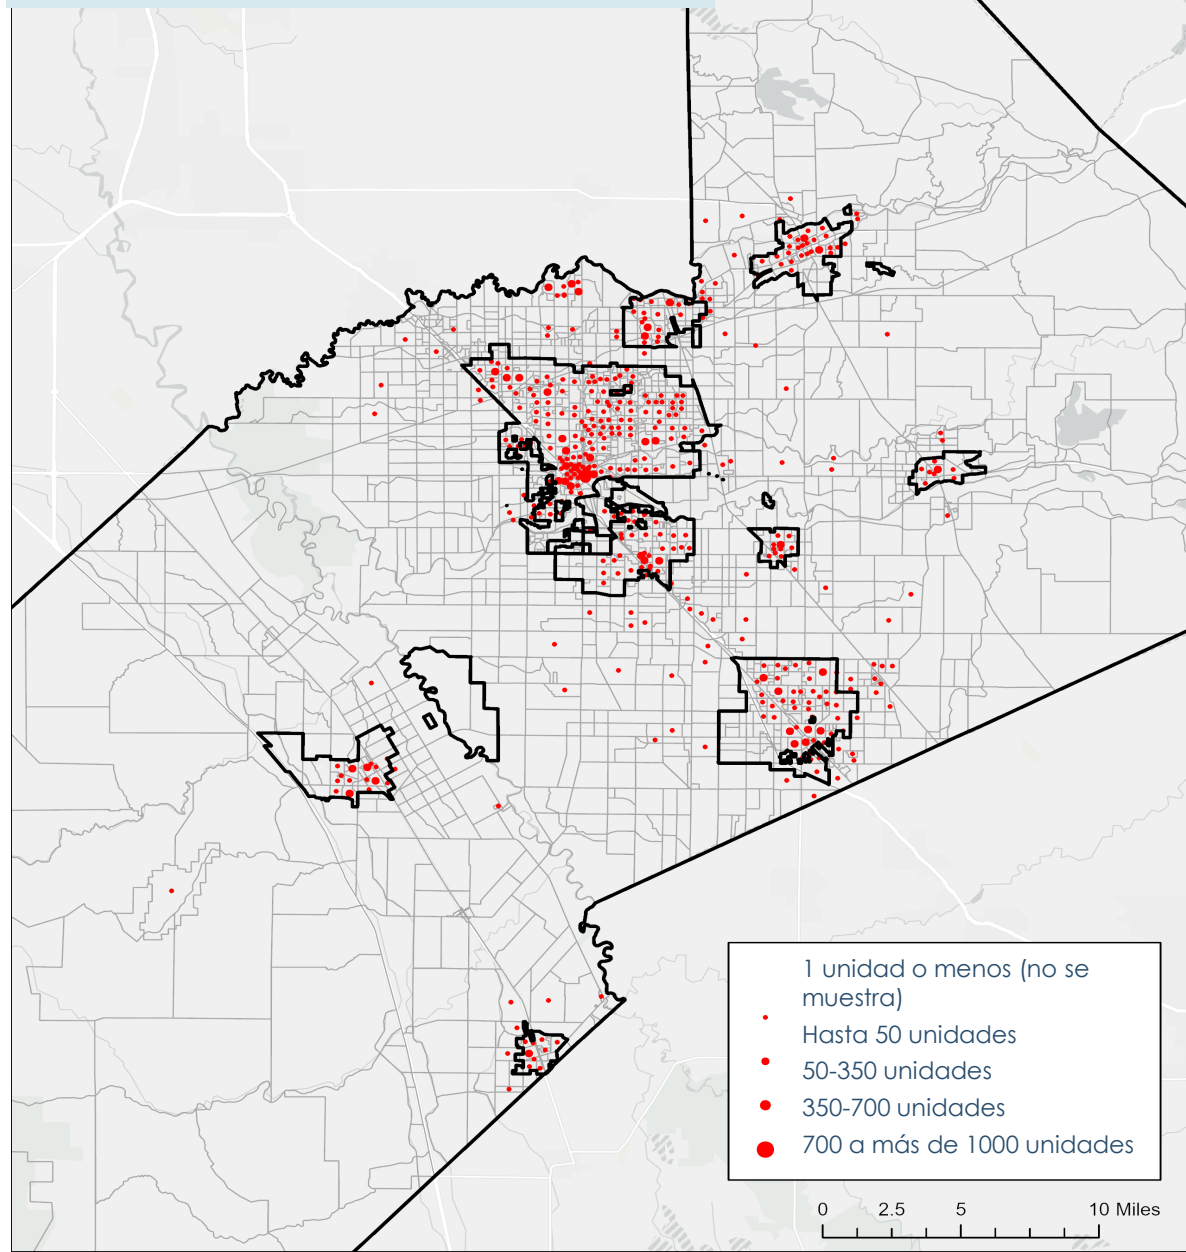 1 unidad o menos (no se
muestra)
Hasta 50 unidades
50-350 unidades
350-700 unidades
700 a más de 1000 unidades
0 2.5 5 10 Miles